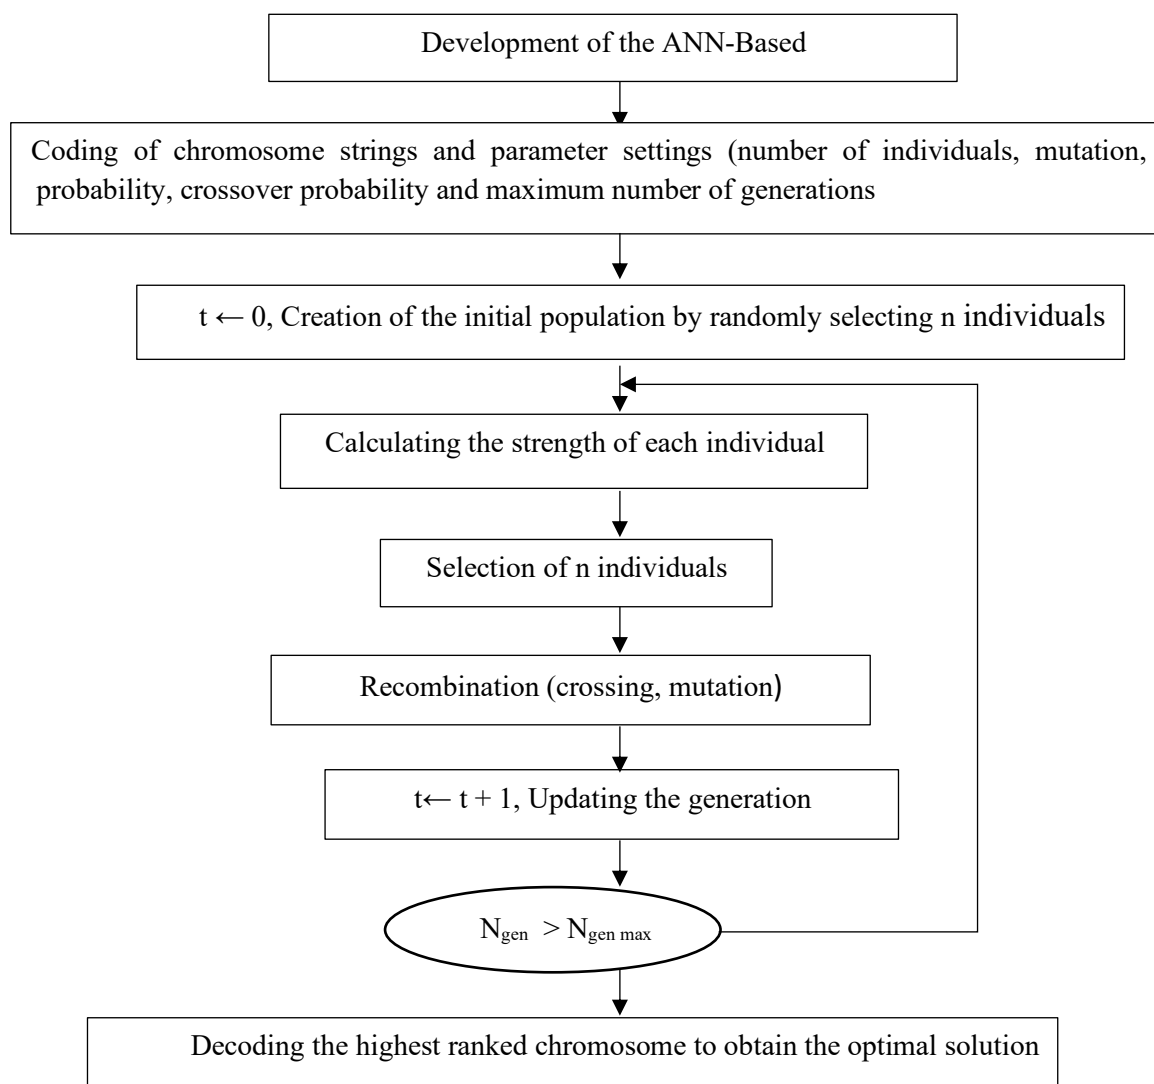 Development of the ANN-Based
Coding of chromosome strings and parameter settings (number of individuals, mutation,
probability, crossover probability and maximum number of generations
t ← 0, Creation of the initial population by randomly selecting n individuals
Calculating the strength of each individual
Selection of n individuals
Recombination (crossing, mutation)
t← t + 1, Updating the generation
Ngen > Ngen max
Decoding the highest ranked chromosome to obtain the optimal solution